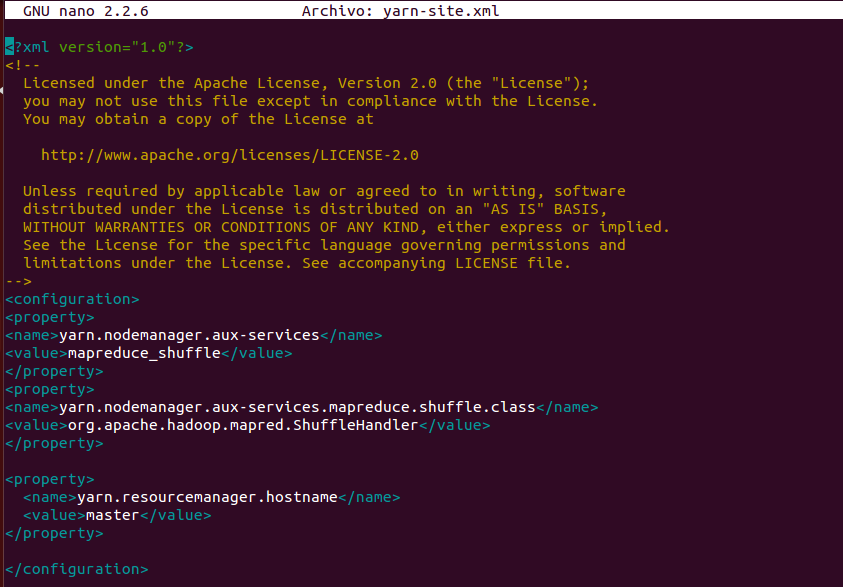 GNU nano 2.2.6 Archivo: yarn-site.xml
<?xml version="1.0"?>
<!--
Licensed under the Apache License, Version 2.0 (the "License");
you may not use this file except in compliance with the License.
You may obtain a copy of the License at
http://www.apache.org/licenses/LICENSE-2.0
Unless required by applicable law or agreed to in writing, software
distributed under the License is distributed on an "AS IS" BASIS,
WITHOUT WARRANTIES OR CONDITIONS OF ANY KIND, either express or implied.
See the License for the specific language governing permissions and
limitations under the License. See accompanying LICENSE file.
-->
<configuration>
<property>
<name>yarn.nodemanager.aux-services</name>
<value>mapreduce_shuffle</value>
</property>
<property>
<name>yarn.nodemanager.aux-services.mapreduce.shuffle.class</name>
<value>org.apache.hadoop.mapred.ShuffleHandler</value>
</property>
<property>
<name>yarn.resourcemanager.hostname</name>
<value>master</value>
</property>
</configuration>